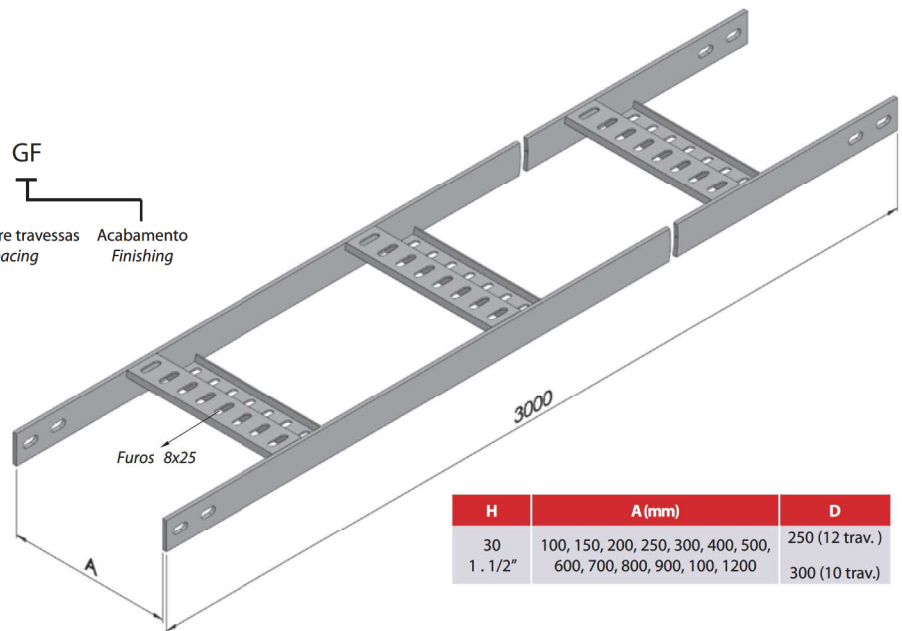 GF
re travessas Acabamento
acing Finishing
Furos 8x25
3000
A
H A (mm) D
30 100, 150, 200, 250, 300, 400, 500, 250 (12 trav. )
1 . 1/2" 600, 700, 800, 900, 100, 1200 300 (10 trav.)